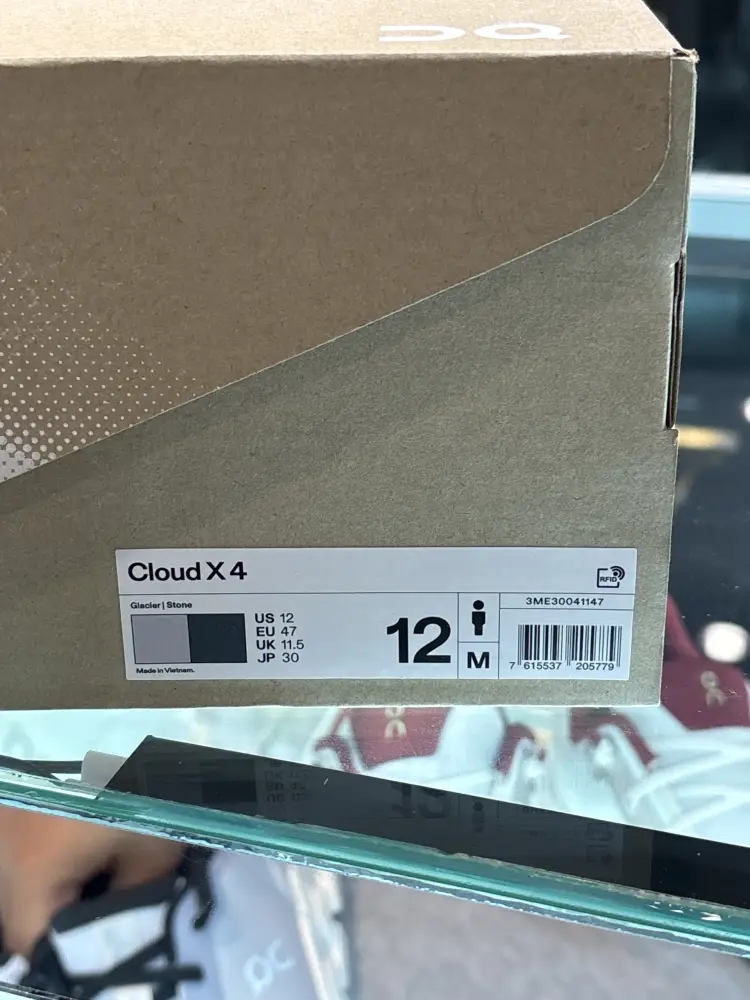 Cloud X 4
RFID
Glacier | Stone
US 12
EU 47
UK 11.5
JP 30
Made in Vietnam.
12
M
3ME30041147
7 615537 205779